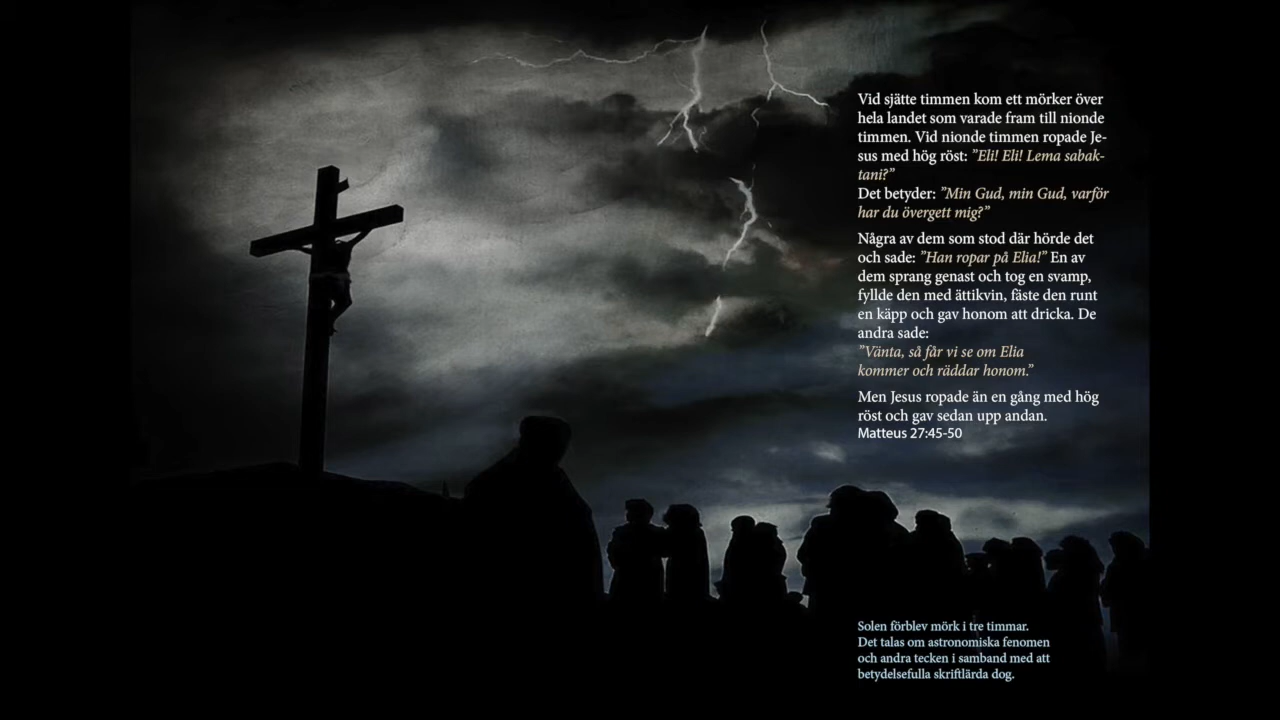 Vid sjätte timmen kom ett mörker över
hela landet som varade fram till nionde
timmen. Vid nionde timmen ropade Je-
sus med hög röst: ”Eli! Eli! Lema sabak-
tani?”
Det betyder: ”Min Gud, min Gud, varför
har du övergett mig?”
Några av dem som stod där hörde det
och sade: ”Han ropar på Elia!” En av
dem sprang genast och tog en svamp,
fyllde den med ättikvin, fäste den runt
en käpp och gav honom att dricka. De
andra sade:
”Vänta, så får vi se om Elia
kommer och räddar honom.”
Men Jesus ropade än en gång med hög
röst och gav sedan upp andan.
Matteus 27:45-50
Solen förblev mörk i tre timmar.
Det talas om astronomiska fenomen
och andra tecken i samband med att
betydelsefulla skriftlärda dog.